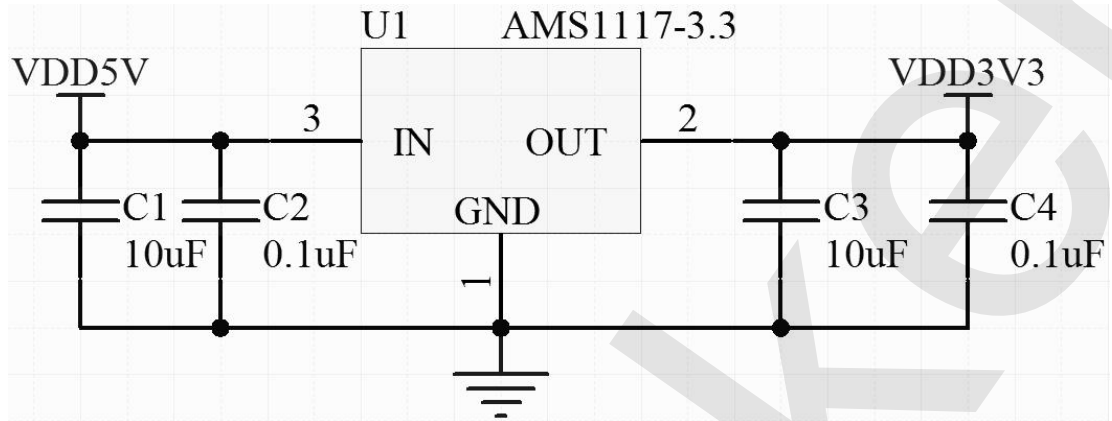 U1 AMS1117-3.3
VDD5V VDD3V3
3 IN OUT 2
GND
C1 C2 C3 C4
10uF 0.1uF 10uF 0.1uF
1